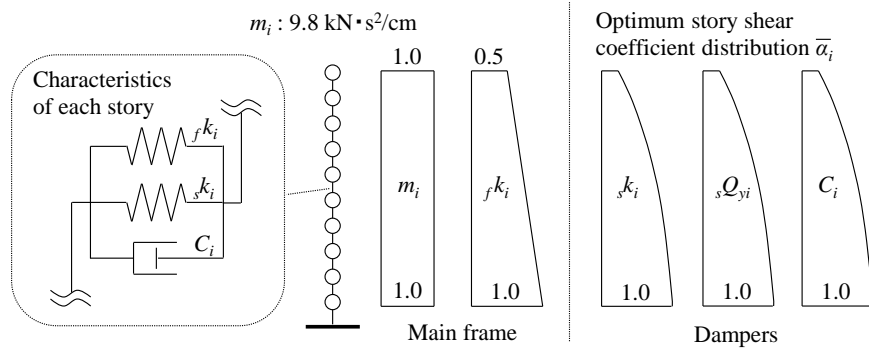 m_i : 9.8 kN・s²/cm
Characteristics
of each story
_f k_i
_s k_i
C_i
1.0
0.5
m_i
_f k_i
1.0
1.0
Main frame
Optimum story shear
coefficient distribution α̅_i
_s k_i
_s Q_yi
C_i
1.0
1.0
1.0
Dampers